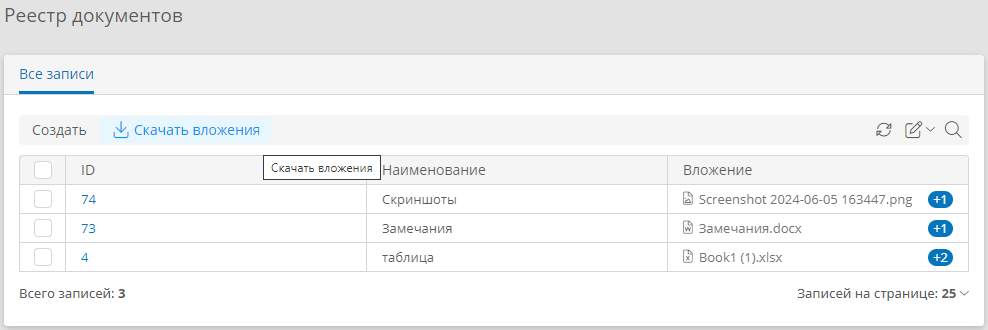 Реестр документов
Все записи
Создать Скачать вложения
ID Наименование Вложение
Скачать вложения
74 Скриншоты Screenshot 2024-06-05 163447.png +1
73 Замечания Замечания.docx +1
4 таблица Book1 (1).xlsx +2
Всего записей: 3 Записей на странице: 25